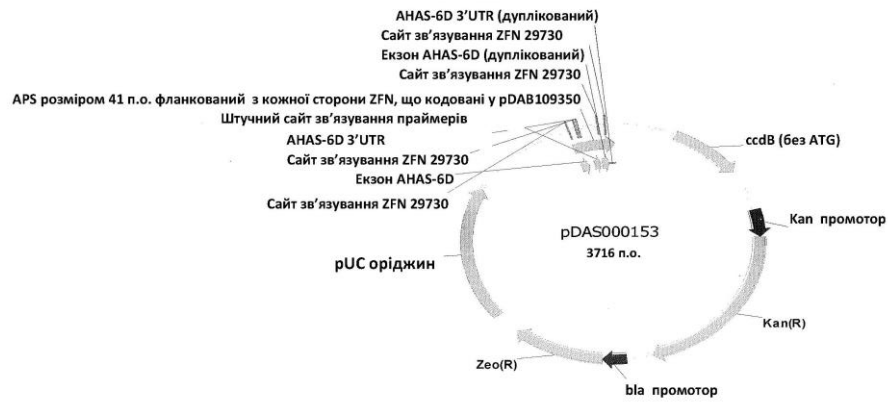 AHAS-6D 3'UTR (дуплікований)
Сайт зв'язування ZFN 29730
Екзон AHAS-6D (дуплікований)
Сайт зв'язування ZFN 29730
APS розміром 41 п.о. фланкований з кожної сторони ZFN, що кодовані у pDAB109350
Штучний сайт зв'язування праймерів
AHAS-6D 3'UTR
Сайт зв'язування ZFN 29730
Екзон AHAS-6D
Сайт зв'язування ZFN 29730
ccdB (без ATG)
Kan промотор
pDAS000153
3716 п.о.
pUC оріджин
Kan(R)
Zeo(R)
bla промотор